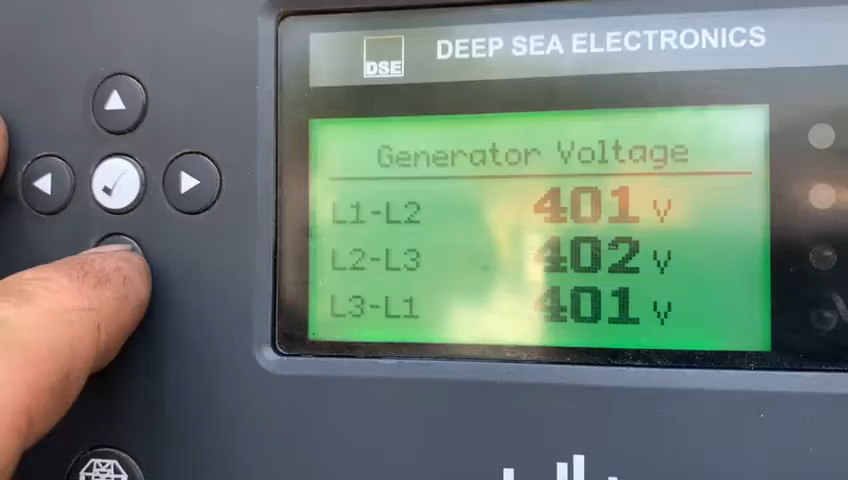 DSE DEEP SEA ELECTRONICS
Generator Voltage
L1-L2 401 V
L2-L3 402 V
L3-L1 401 V